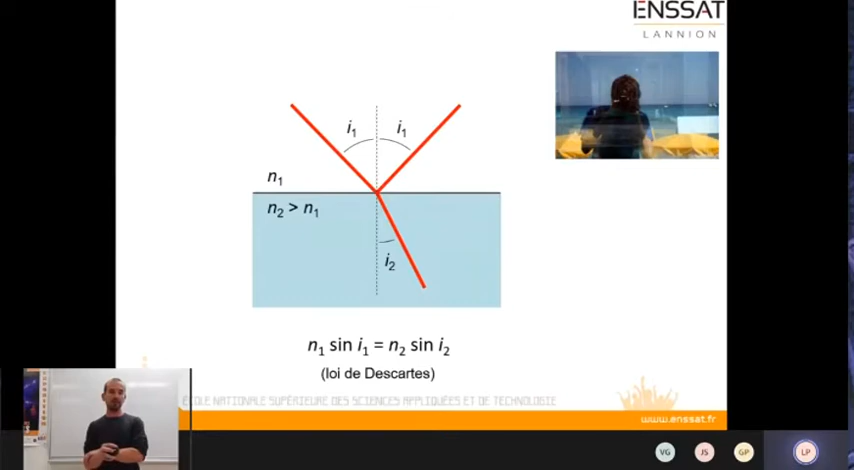 ENSSAT
LANNION
i1 i1
n1
n2 > n1
i2
n1 sin i1 = n2 sin i2
(loi de Descartes)
ÉCOLE NATIONALE SUPÉRIEURE DES SCIENCES APPLIQUÉES ET DE TECHNOLOGIE
www.enssat.fr
VG JS GP LP